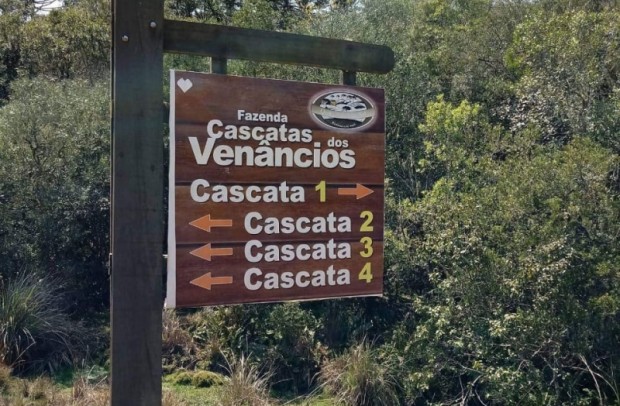 Fazenda
Cascatas dos
Venâncios
Cascata 1
Cascata 2
Cascata 3
Cascata 4